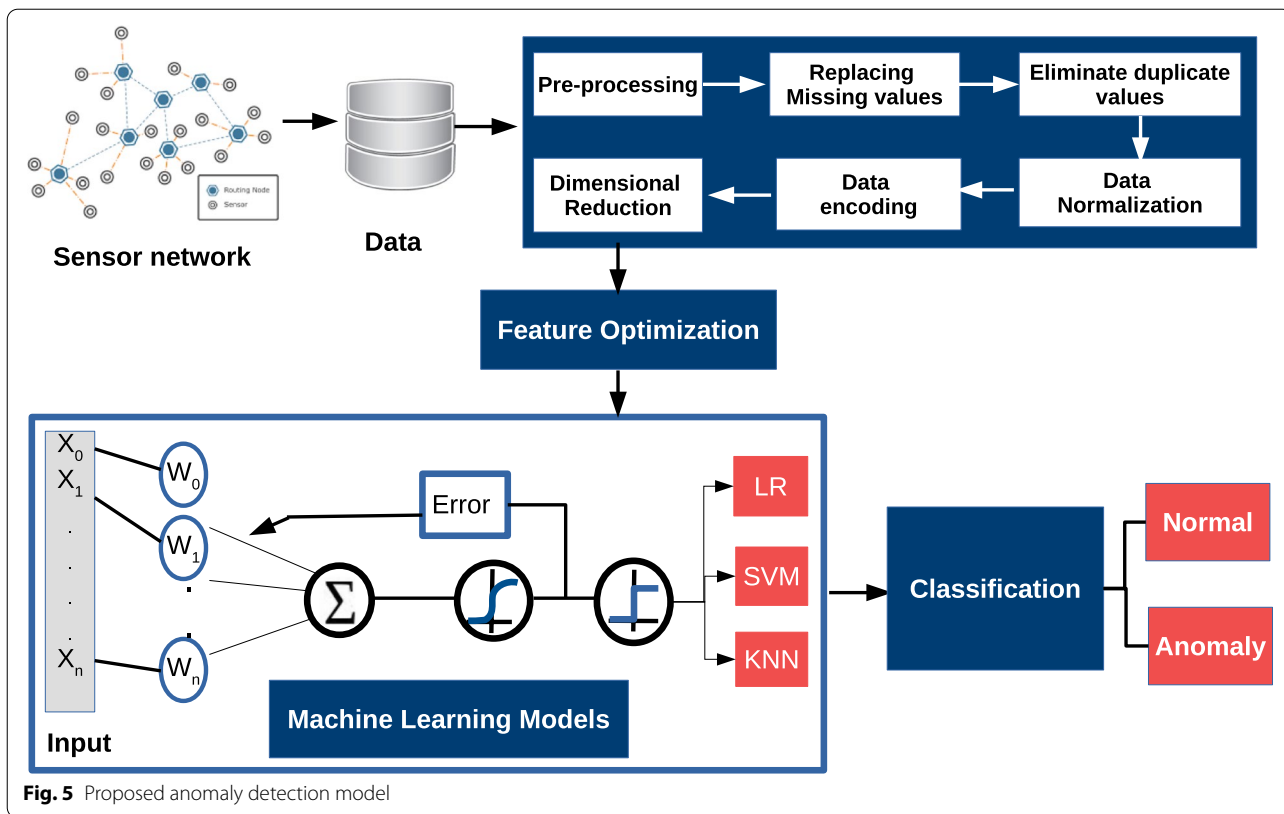 Routing Node
Sensor
Sensor network
Data
Pre-processing
Replacing
Missing values
Eliminate duplicate
values
Dimensional
Reduction
Data
encoding
Data
Normalization
Feature Optimization
X0
X1
.
.
.
.
Xn
Input
W0
W1
.
.
Wn
Σ
Error
LR
SVM
KNN
Machine Learning Models
Classification
Normal
Anomaly
Fig. 5 Proposed anomaly detection model